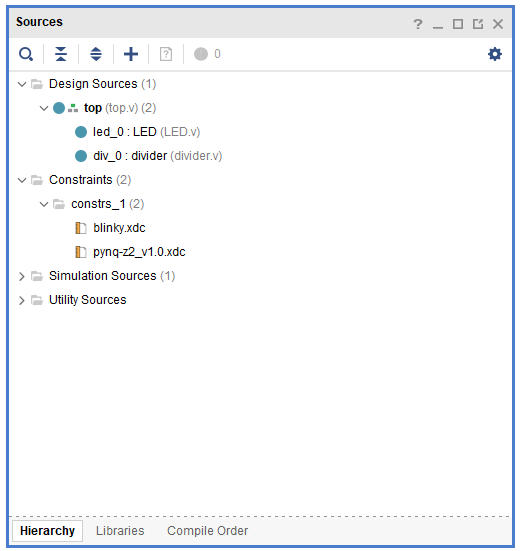 Sources
? 
0
Design Sources (1)
top (top.v) (2)
led_0 : LED (LED.v)
div_0 : divider (divider.v)
Constraints (2)
constrs_1 (2)
blinky.xdc
pynq-z2_v1.0.xdc
Simulation Sources (1)
Utility Sources
Hierarchy Libraries Compile Order